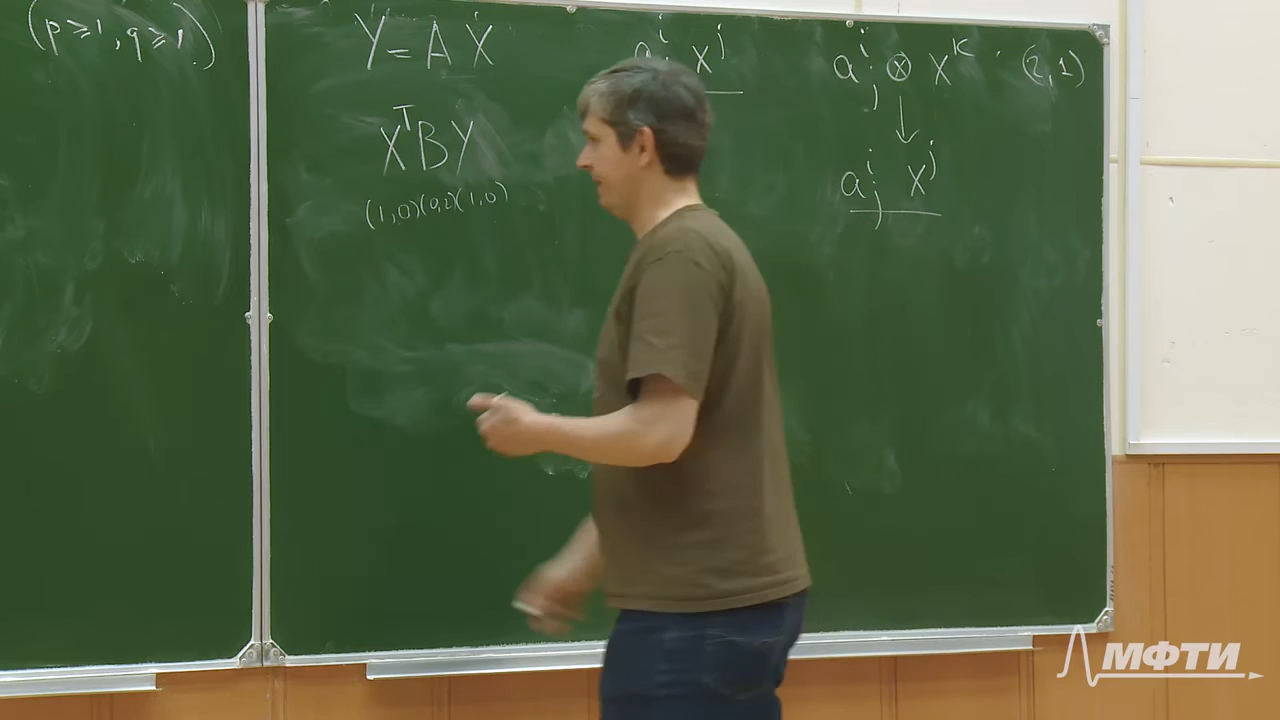 (p ⩾ 1, q ⩾ 1)
Y = A X
a^i X^j
a^i_j ⊗ X^K · (2,1)
X^T B Y
↓
(1,0)(0,2)(1,0)
a^i_j X^j
МФТИ